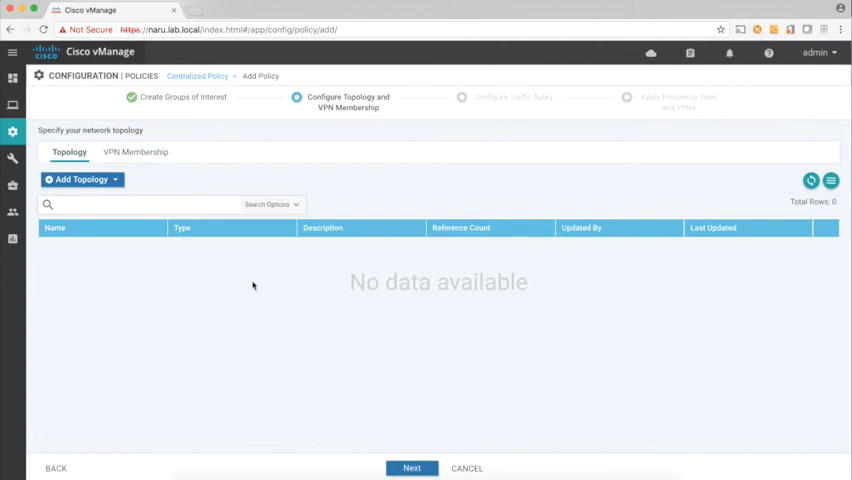 Cisco vManage
Not Secure https://naru.lab.local/index.html#/app/config/policy/add/
CISCO
Cisco vManage
admin
CONFIGURATION | POLICIES Centralized Policy > Add Policy
Create Groups of Interest
Configure Topology and
VPN Membership
Configure Traffic Rules
Apply Policies to Sites
and VPNs
Specify your network topology
Topology VPN Membership
Add Topology
Search Options
Total Rows: 0
Name Type Description Reference Count Updated By Last Updated
No data available
BACK Next CANCEL